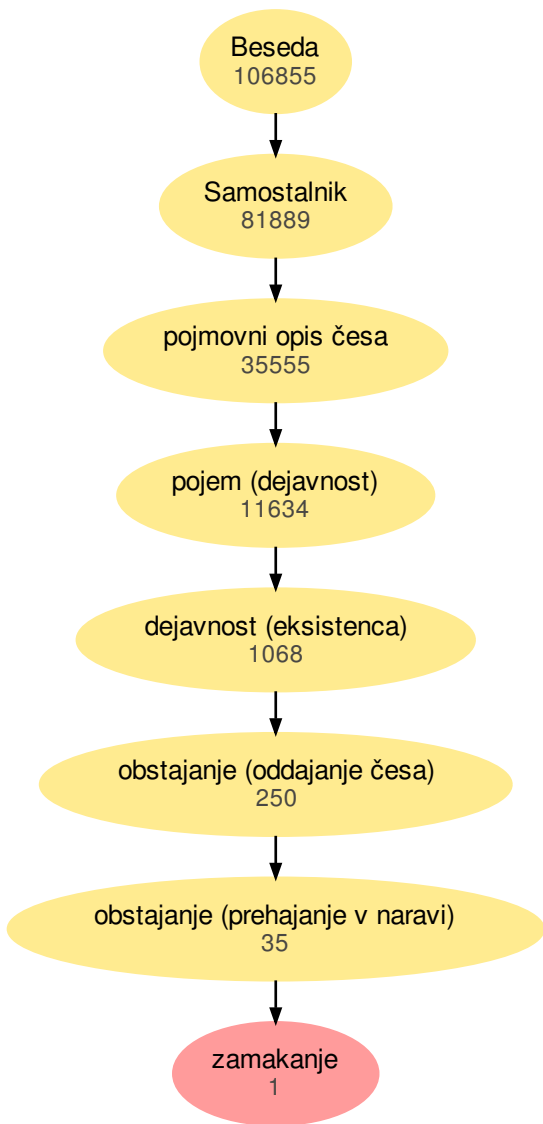 Beseda
106855
Samostalnik
81889
pojmovni opis česa
35555
pojem (dejavnost)
11634
dejavnost (eksistenca)
1068
obstajanje (oddajanje česa)
250
obstajanje (prehajanje v naravi)
35
zamakanje
1